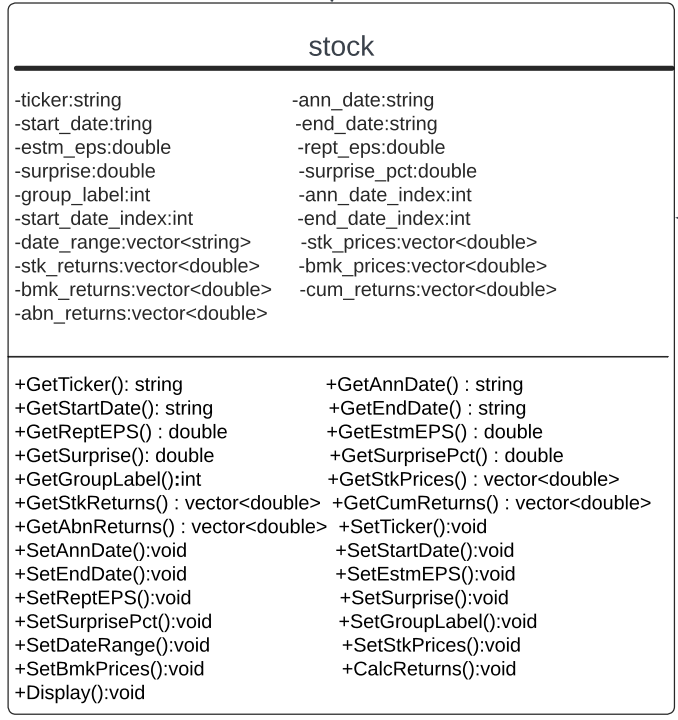 stock
-ticker:string -ann_date:string
-start_date:tring -end_date:string
-estm_eps:double -rept_eps:double
-surprise:double -surprise_pct:double
-group_label:int -ann_date_index:int
-start_date_index:int -end_date_index:int
-date_range:vector<string> -stk_prices:vector<double>
-stk_returns:vector<double> -bmk_prices:vector<double>
-bmk_returns:vector<double> -cum_returns:vector<double>
-abn_returns:vector<double>
+GetTicker(): string +GetAnnDate() : string
+GetStartDate(): string +GetEndDate() : string
+GetReptEPS() : double +GetEstmEPS() : double
+GetSurprise(): double +GetSurprisePct() : double
+GetGroupLabel():int +GetStkPrices() : vector<double>
+GetStkReturns() : vector<double> +GetCumReturns() : vector<double>
+GetAbnReturns() : vector<double> +SetTicker():void
+SetAnnDate():void +SetStartDate():void
+SetEndDate():void +SetEstmEPS():void
+SetReptEPS():void +SetSurprise():void
+SetSurprisePct():void +SetGroupLabel():void
+SetDateRange():void +SetStkPrices():void
+SetBmkPrices():void +CalcReturns():void
+Display():void